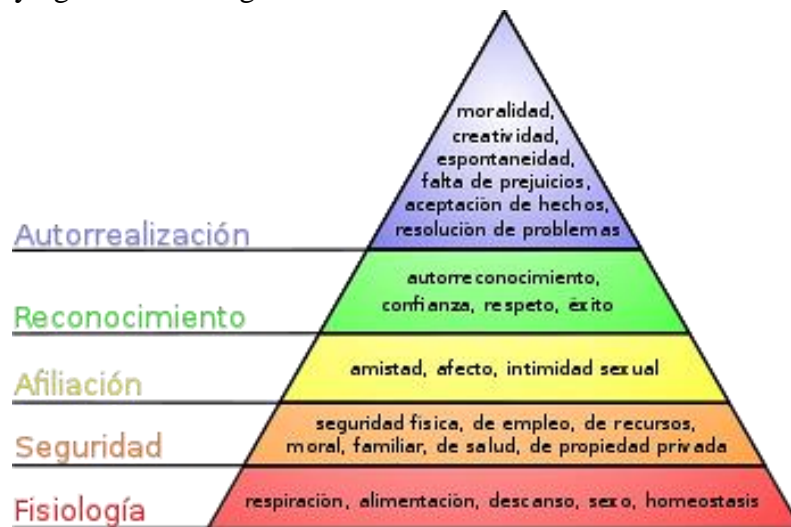 moralidad,
creatividad,
espontaneidad,
falta de prejuicios,
aceptación de hechos,
resolución de problemas
Autorrealización
autorreconocimiento,
confianza, respeto, éxito
Reconocimiento
amistad, afecto, intimidad sexual
Afiliación
seguridad física, de empleo, de recursos,
moral, familiar, de salud, de propiedad privada
Seguridad
respiración, alimentación, descanso, sexo, homeostasis
Fisiología